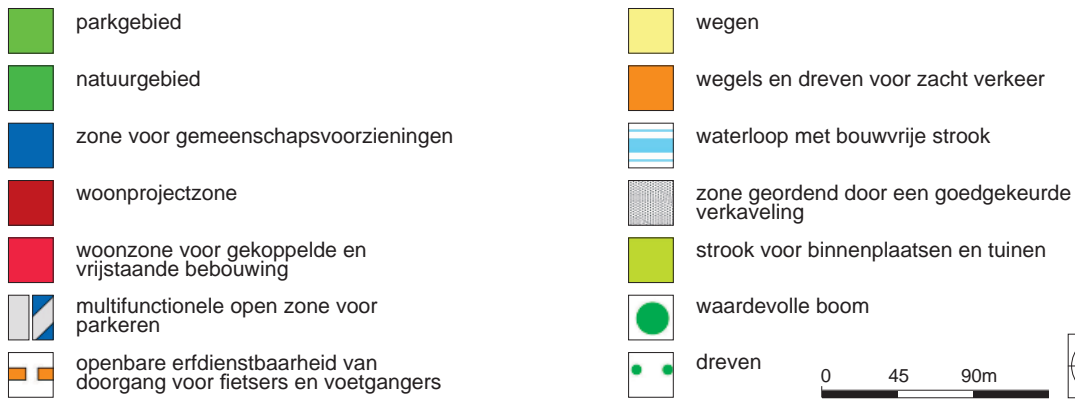 parkgebied
natuurgebied
zone voor gemeenschapsvoorzieningen
woonprojectzone
woonzone voor gekoppelde en
vrijstaande bebouwing
multifunctionele open zone voor
parkeren
openbare erfdienstbaarheid van
doorgang voor fietsers en voetgangers
wegen
wegels en dreven voor zacht verkeer
waterloop met bouwvrije strook
zone geordend door een goedgekeurde
verkaveling
strook voor binnenplaatsen en tuinen
waardevolle boom
dreven
0 45 90m